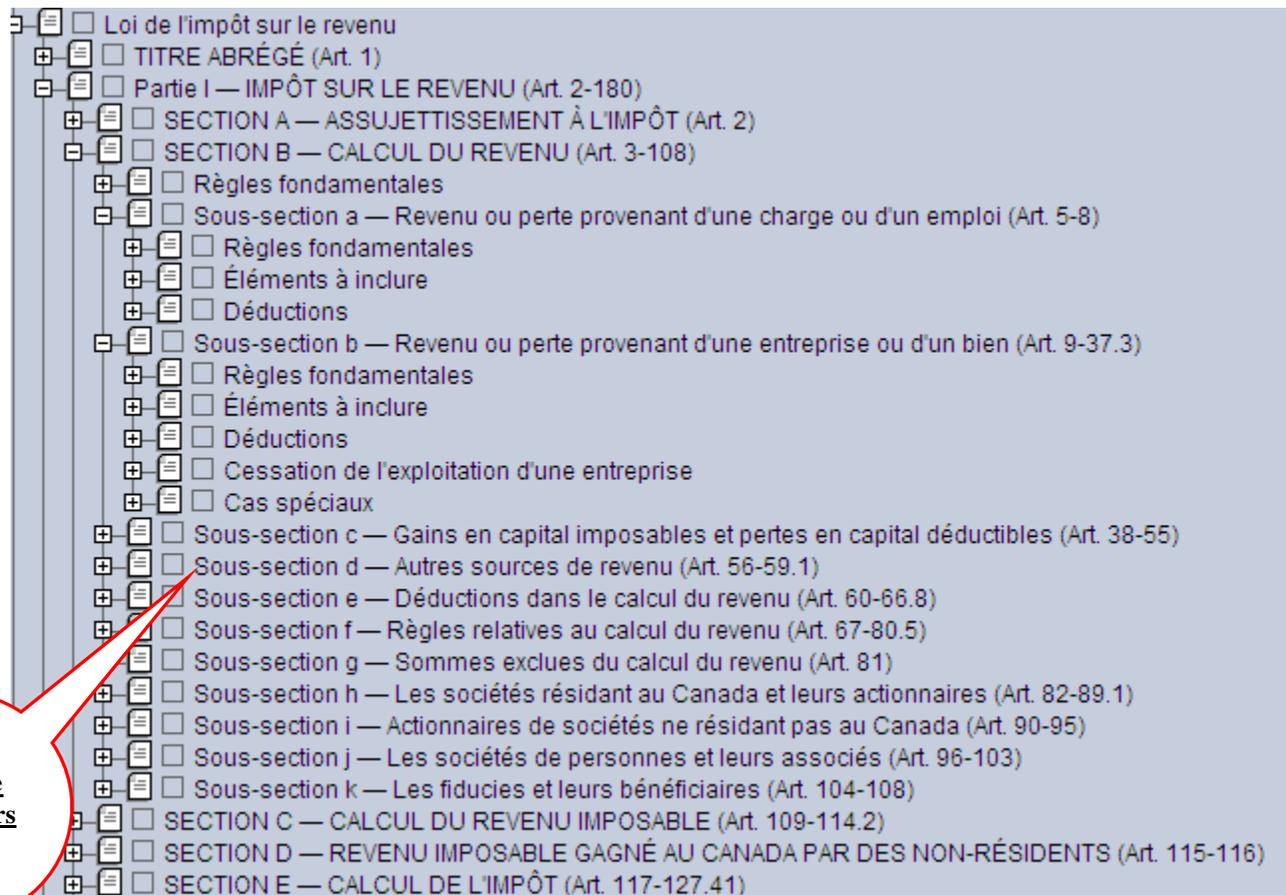 Loi de l'impôt sur le revenu
TITRE ABRÉGÉ (Art. 1)
Partie I — IMPÔT SUR LE REVENU (Art. 2-180)
SECTION A — ASSUJETTISSEMENT À L'IMPÔT (Art. 2)
SECTION B — CALCUL DU REVENU (Art. 3-108)
Règles fondamentales
Sous-section a — Revenu ou perte provenant d'une charge ou d'un emploi (Art. 5-8)
Règles fondamentales
Éléments à inclure
Déductions
Sous-section b — Revenu ou perte provenant d'une entreprise ou d'un bien (Art. 9-37.3)
Règles fondamentales
Éléments à inclure
Déductions
Cessation de l'exploitation d'une entreprise
Cas spéciaux
Sous-section c — Gains en capital imposables et pertes en capital déductibles (Art. 38-55)
Sous-section d — Autres sources de revenu (Art. 56-59.1)
Sous-section e — Déductions dans le calcul du revenu (Art. 60-66.8)
Sous-section f — Règles relatives au calcul du revenu (Art. 67-80.5)
Sous-section g — Sommes exclues du calcul du revenu (Art. 81)
Sous-section h — Les sociétés résidant au Canada et leurs actionnaires (Art. 82-89.1)
Sous-section i — Actionnaires de sociétés ne résidant pas au Canada (Art. 90-95)
Sous-section j — Les sociétés de personnes et leurs associés (Art. 96-103)
Sous-section k — Les fiducies et leurs bénéficiaires (Art. 104-108)
SECTION C — CALCUL DU REVENU IMPOSABLE (Art. 109-114.2)
SECTION D — REVENU IMPOSABLE GAGNÉ AU CANADA PAR DES NON-RÉSIDENTS (Art. 115-116)
SECTION E — CALCUL DE L'IMPÔT (Art. 117-127.41)